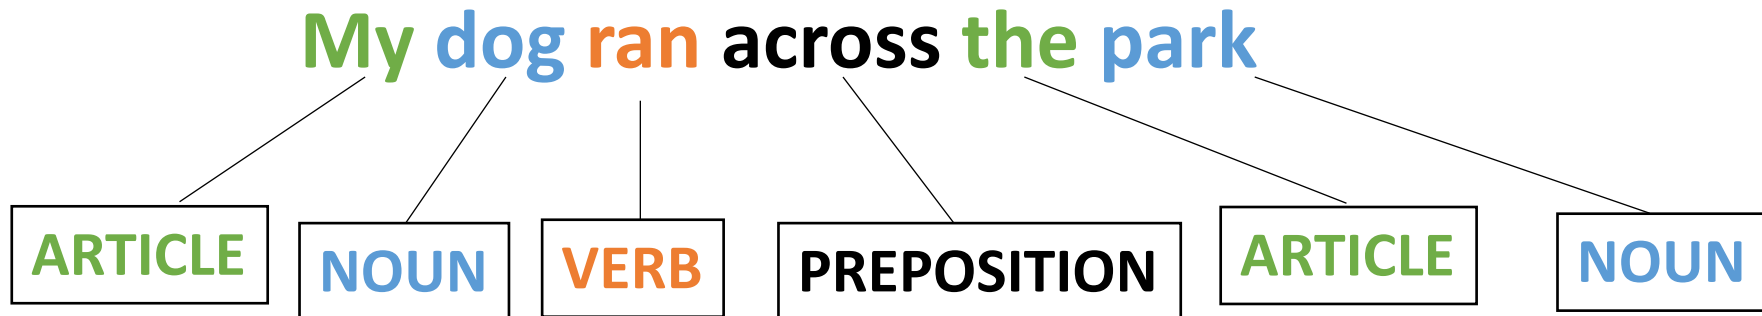 My dog ran across the park
ARTICLE NOUN VERB PREPOSITION ARTICLE NOUN